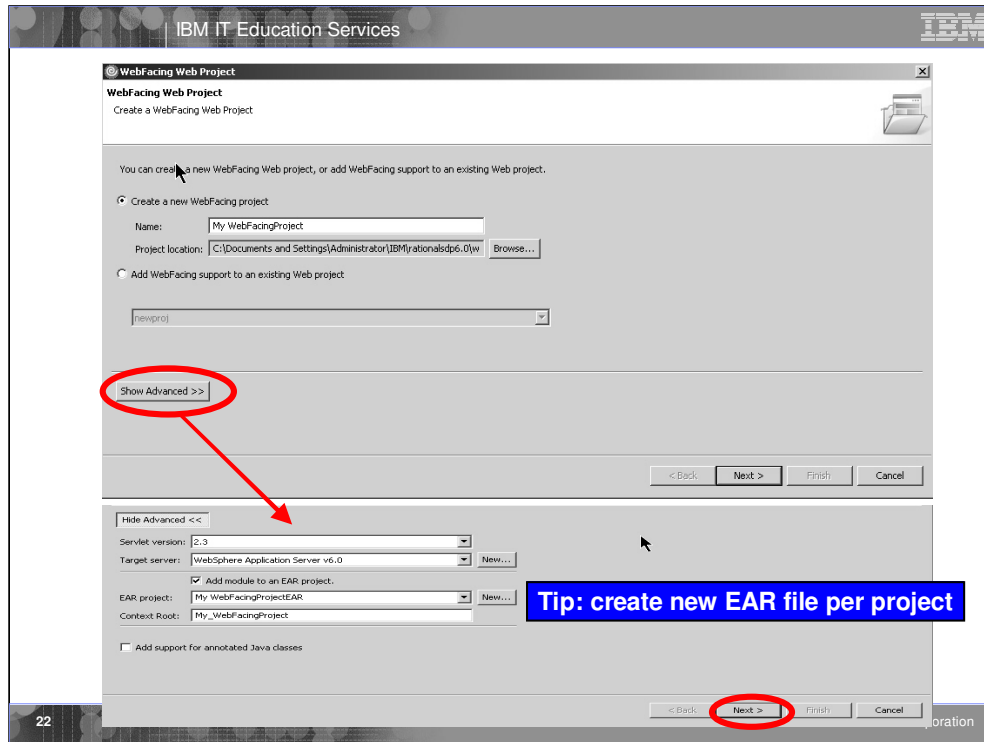 IBM IT Education Services
IBM
WebFacing Web Project
WebFacing Web Project
Create a WebFacing Web Project
You can create a new WebFacing Web project, or add WebFacing support to an existing Web project.
Create a new WebFacing project
Name: My WebFacingProject
Project location: C:\Documents and Settings\Administrator\IBM\rationalsdp6.0\w Browse...
Add WebFacing support to an existing Web project
newproj
Show Advanced >>
< Back Next > Finish Cancel
Hide Advanced <<
Servlet version: 2.3
Target server: WebSphere Application Server v6.0 New...
Add module to an EAR project.
EAR project: My WebFacingProjectEAR New...
Tip: create new EAR file per project
Context Root: My_WebFacingProject
Add support for annotated Java classes
< Back Next > Finish Cancel
22
oration